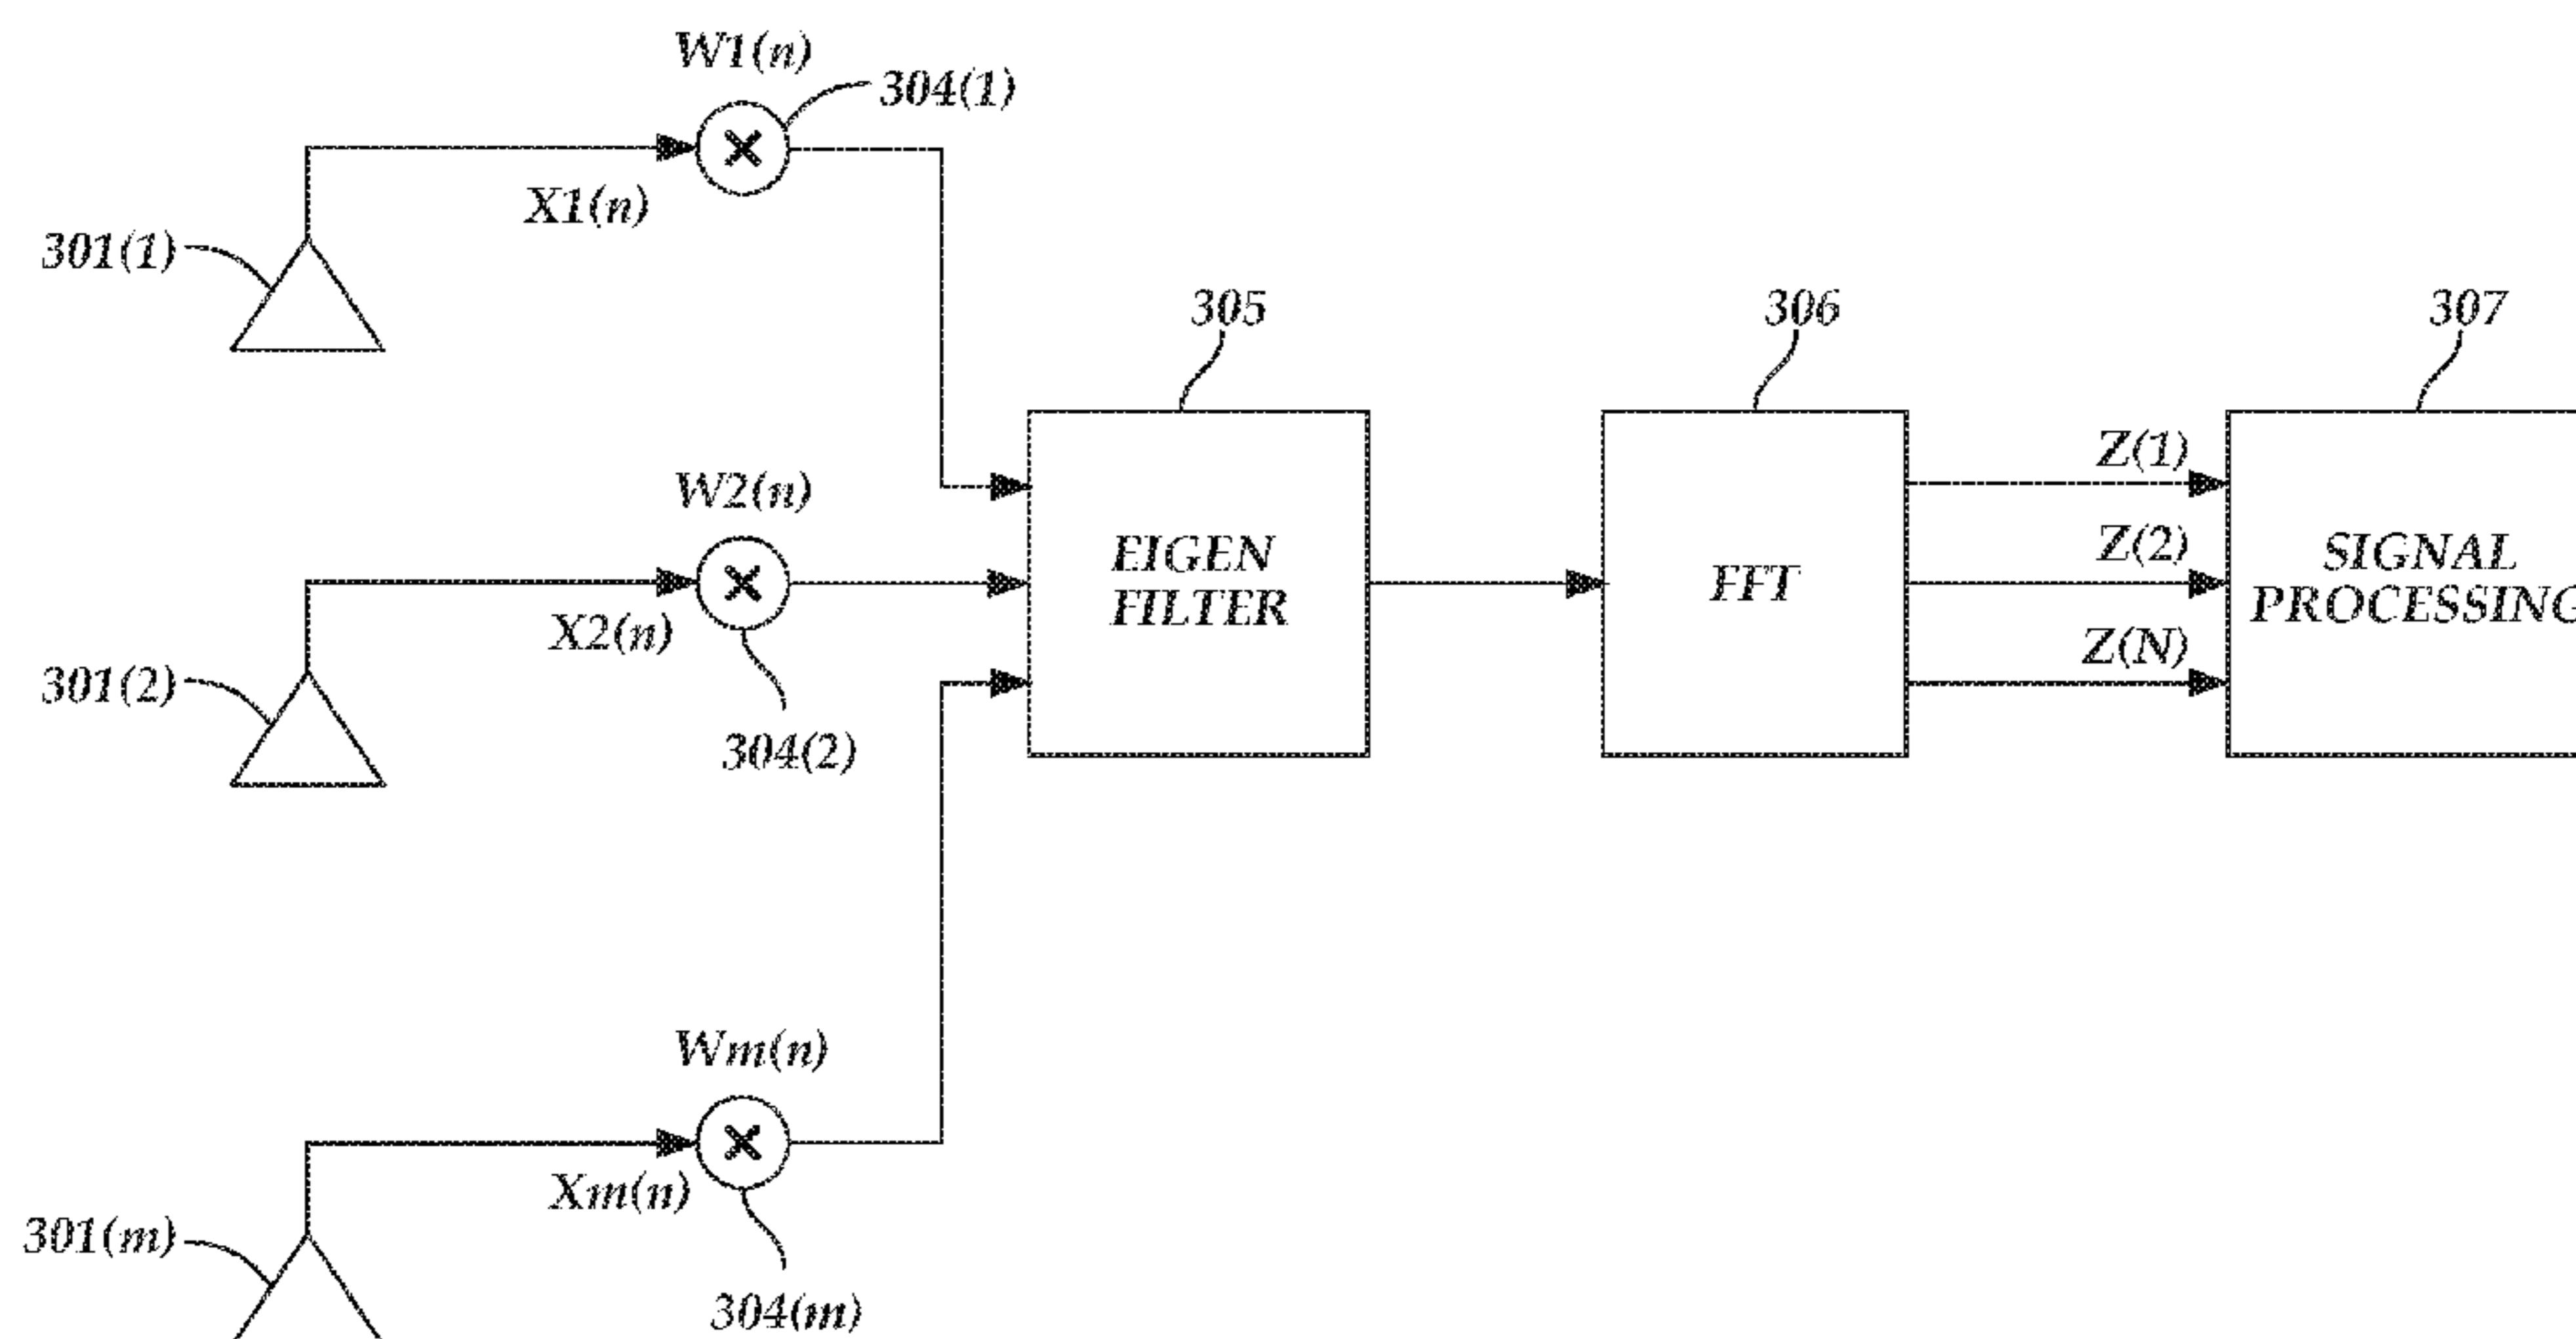 W1(n)
304(1)
X1(n)
301(1)
305
306
307
W2(n)
Z(1)
Z(2)
EIGEN
FILTER
FFT
SIGNAL
PROCESSING
X2(n)
Z(N)
301(2)
304(2)
Wm(n)
Xm(n)
301(m)
304(m)